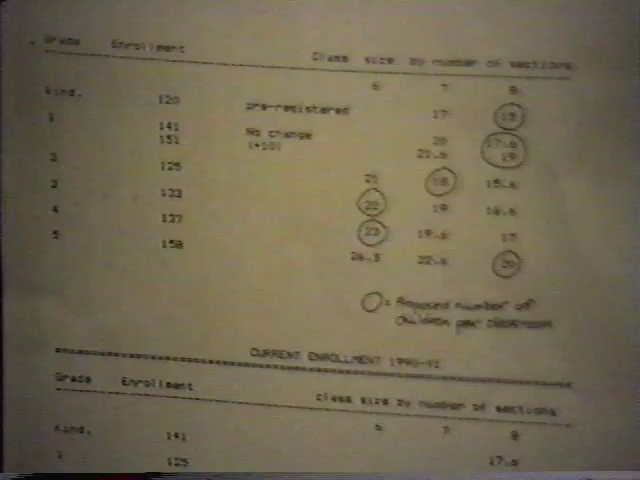 Grade Enrollment Class size by number of sections
6 7 8
Kind. 120 pre-registered 17
1 141 No change 20 17.6
151 (+10) 21.6 19
2 125 21 18 15.6
3 133 22 19 16.6
4 137 23 19.6 17
5 158 26.3 22.6 20
= Proposed number of
children per classroom
CURRENT ENROLLMENT 1990-91
Grade Enrollment Class size by number of sections
Kind. 141 6 7 8
1 125 17.6